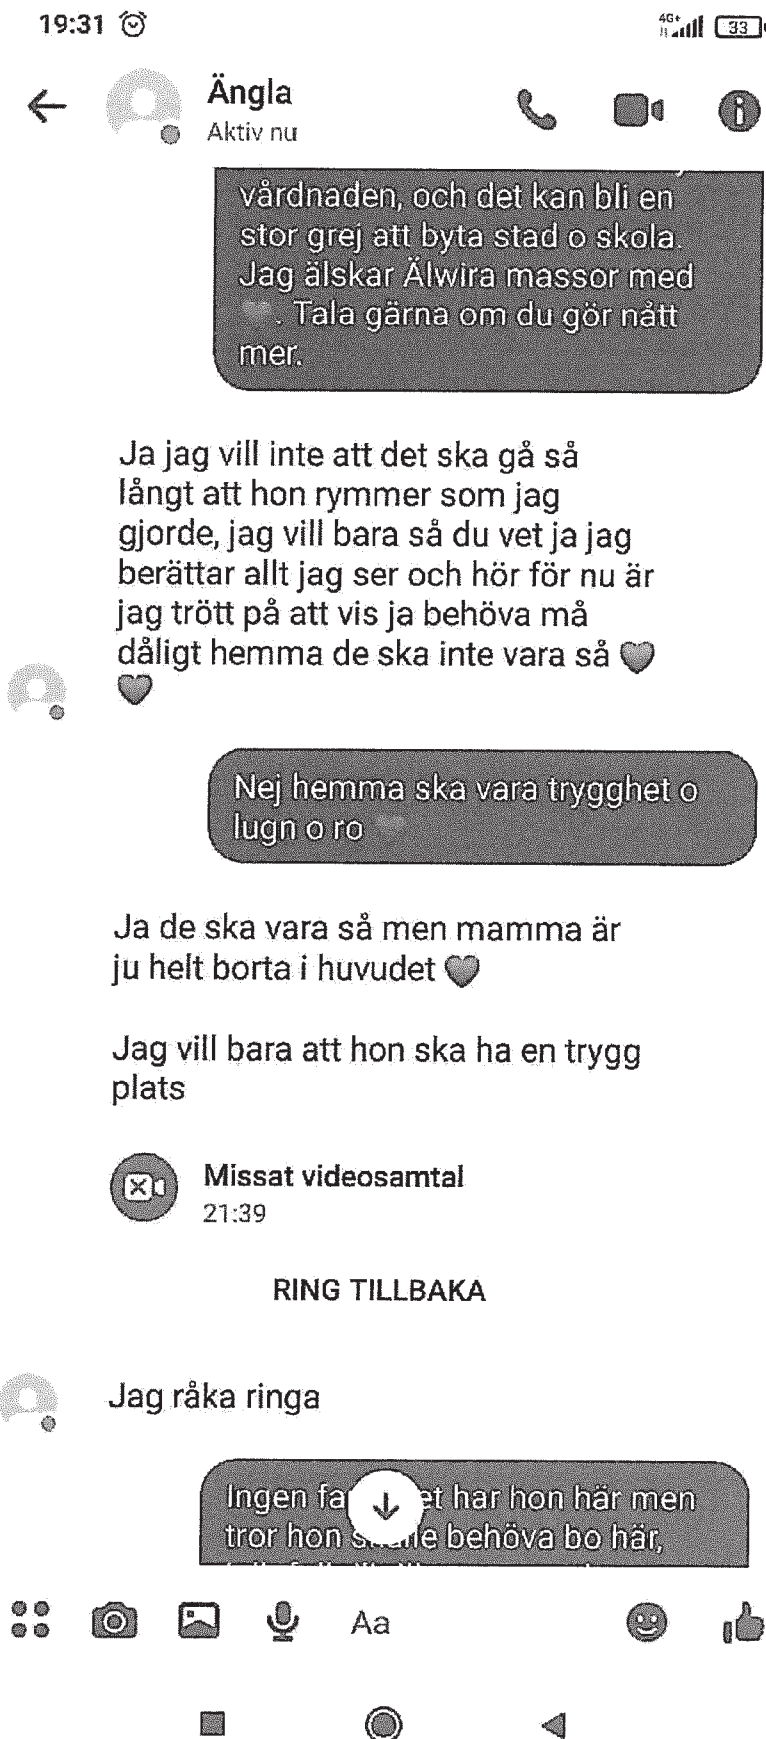 19:31
4G+
33
Ängla
Aktiv nu
vårdnaden, och det kan bli en
stor grej att byta stad o skola.
Jag älskar Älwira massor med
🖤. Tala gärna om du gör nått
mer.
Ja jag vill inte att det ska gå så
långt att hon rymmer som jag
gjorde, jag vill bara så du vet ja jag
berättar allt jag ser och hör för nu är
jag trött på att vis ja behöva må
dåligt hemma de ska inte vara så 🖤
🖤
Nej hemma ska vara trygghet o
lugn o ro 🖤
Ja de ska vara så men mamma är
ju helt borta i huvudet 🖤
Jag vill bara att hon ska ha en trygg
plats
Missat videosamtal
21:39
RING TILLBAKA
Jag råka ringa
Ingen har hon här men
tror hon behöva bo här,
Aa